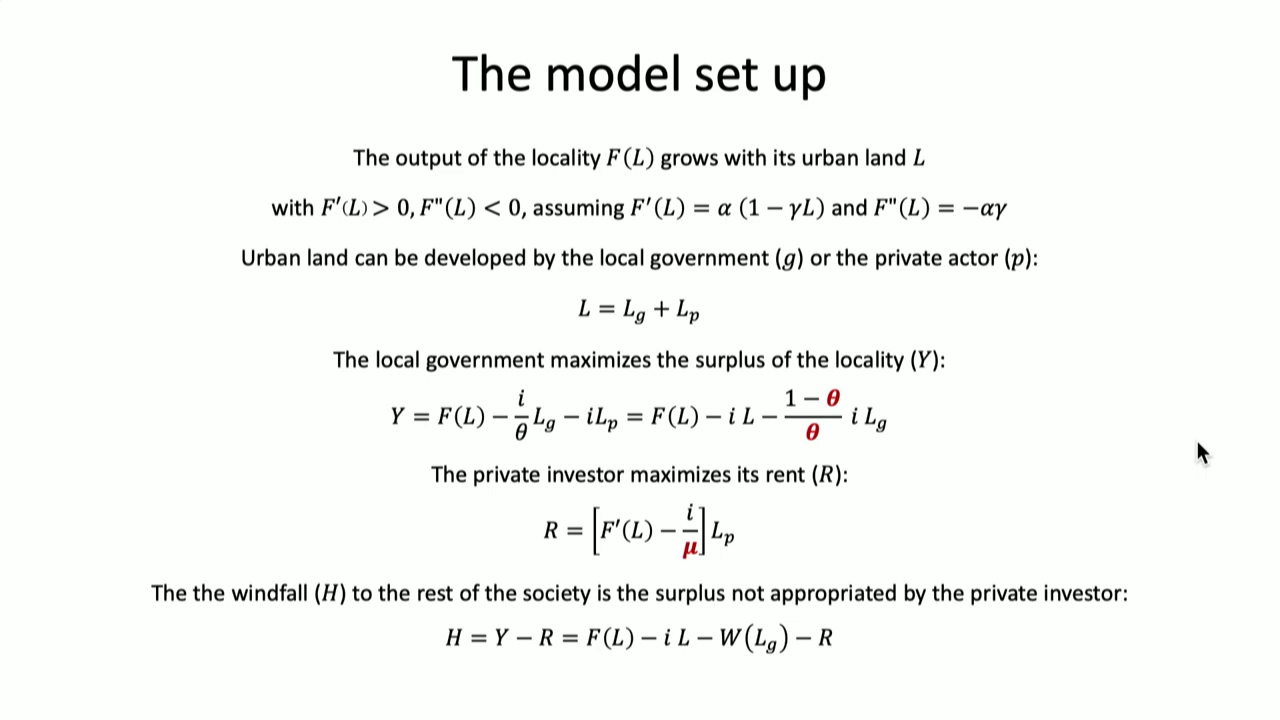 The model set up
The output of the locality F(L) grows with its urban land L
with F′(L) > 0, F"(L) < 0, assuming F′(L) = α (1 − γL) and F"(L) = −αγ
Urban land can be developed by the local government (g) or the private actor (p):
L = L_g + L_p
The local government maximizes the surplus of the locality (Y):
Y = F(L) − i/θ L_g − iL_p = F(L) − i L − (1 − θ)/θ i L_g
The private investor maximizes its rent (R):
R = [F′(L) − i/μ] L_p
The the windfall (H) to the rest of the society is the surplus not appropriated by the private investor:
H = Y − R = F(L) − i L − W(L_g) − R